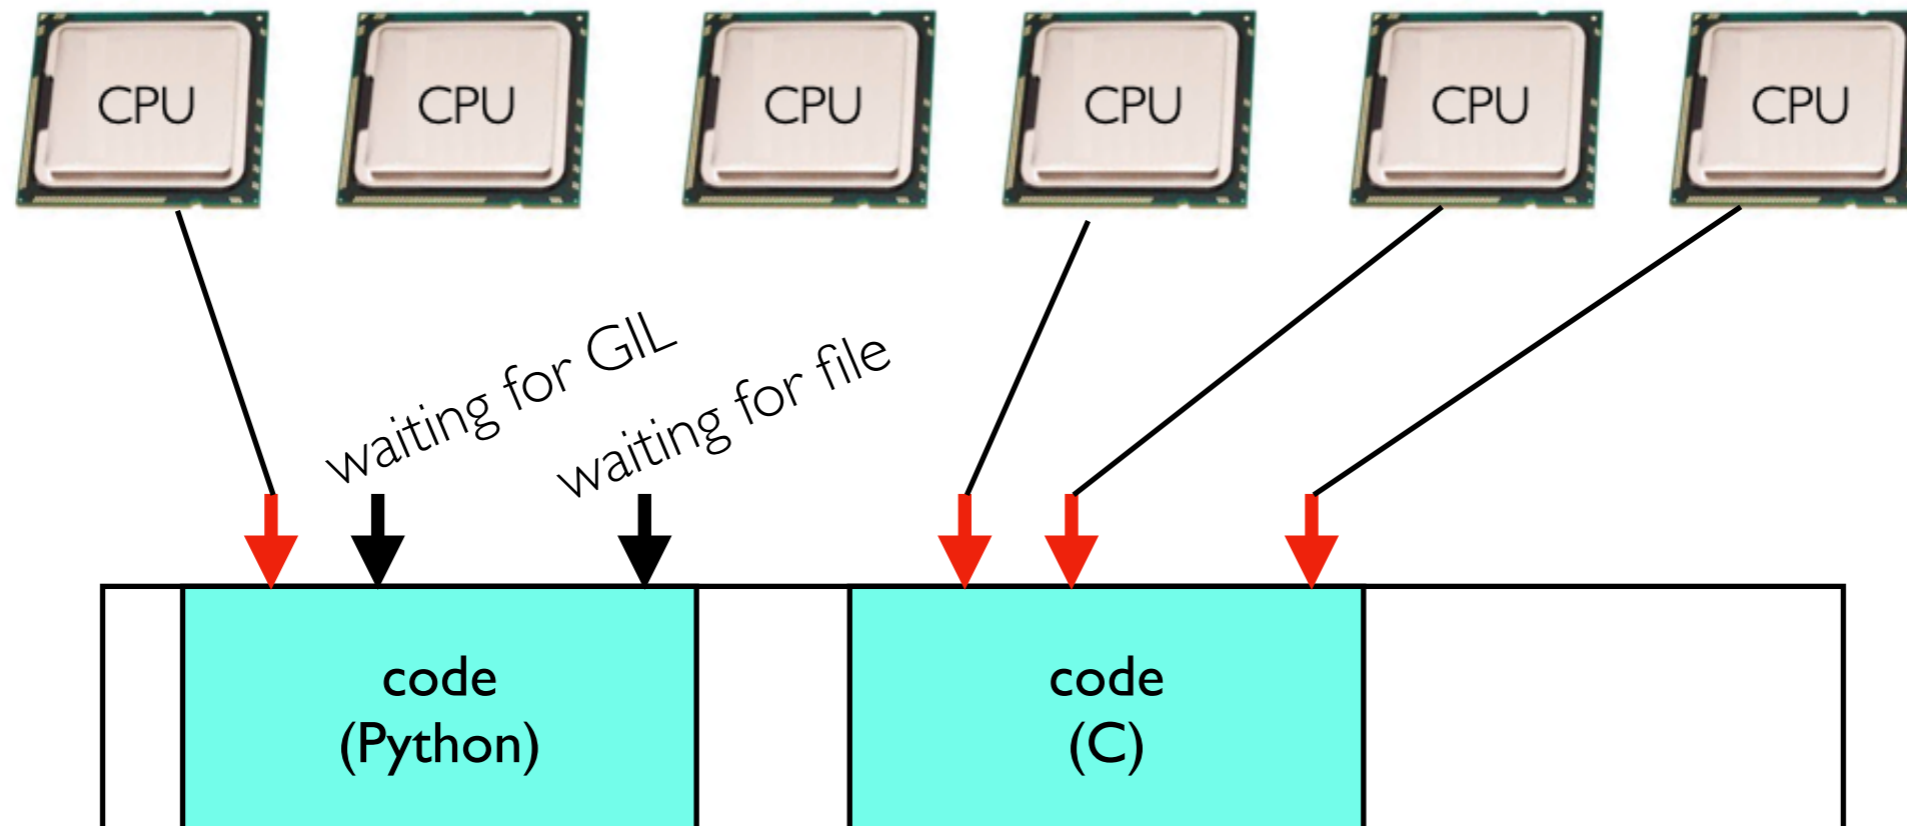 CPU
CPU
CPU
CPU
CPU
CPU
waiting for GIL
waiting for file
code
(Python)
code
(C)